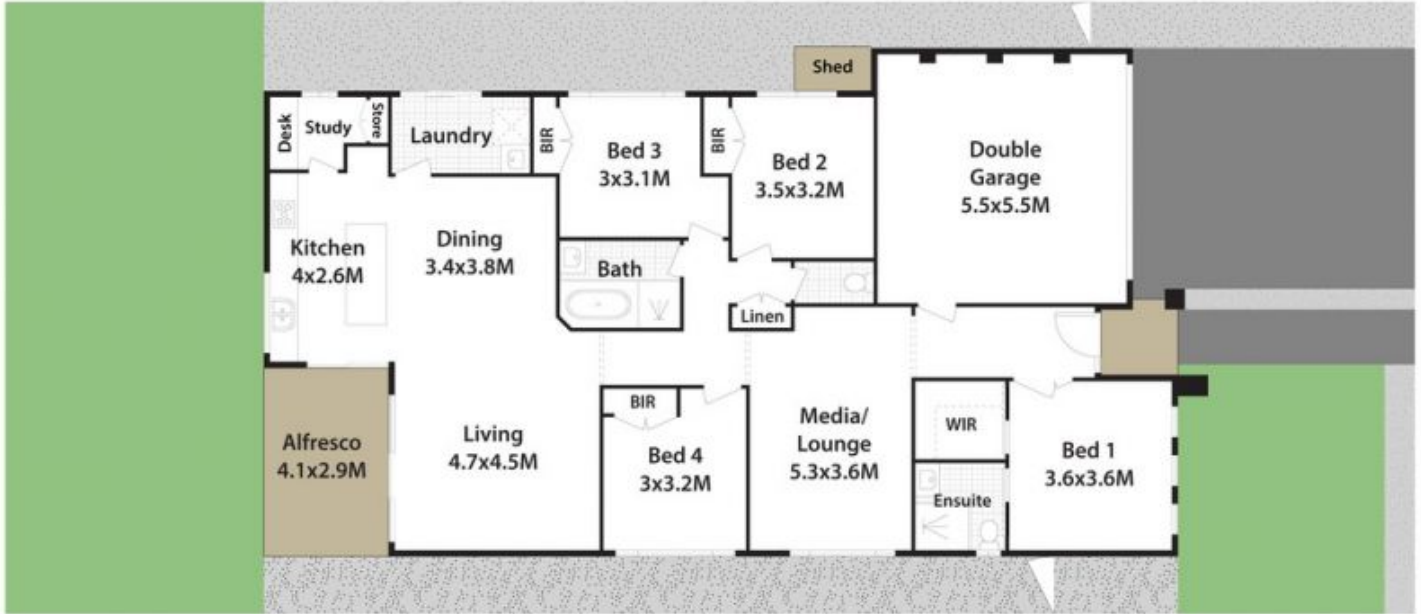 Shed
Desk
Study
Store
Laundry
BIR
Bed 3
3x3.1M
BIR
Bed 2
3.5x3.2M
Double
Garage
5.5x5.5M
Kitchen
4x2.6M
Dining
3.4x3.8M
Bath
Linen
Alfresco
4.1x2.9M
Living
4.7x4.5M
BIR
Bed 4
3x3.2M
Media/
Lounge
5.3x3.6M
WIR
Ensuite
Bed 1
3.6x3.6M